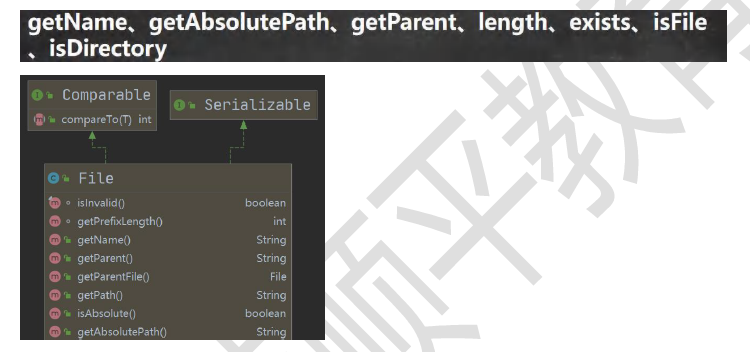 getName、getAbsolutePath、getParent、length、exists、isFile
、isDirectory
Comparable
compareTo(T) int
Serializable
File
isInvalid() boolean
getPrefixLength() int
getName() String
getParent() String
getParentFile() File
getPath() String
isAbsolute() boolean
getAbsolutePath() String
顺平教育